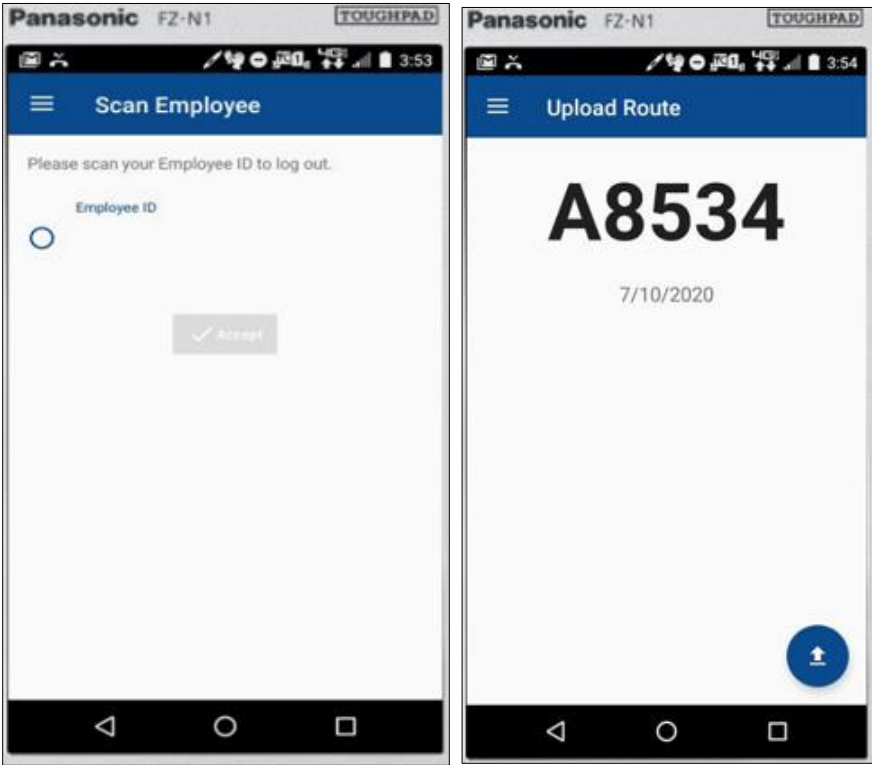 Panasonic FZ-N1 TOUGHPAD
3:53
Scan Employee
Please scan your Employee ID to log out.
Employee ID
Accept
Panasonic FZ-N1 TOUGHPAD
3:54
Upload Route
A8534
7/10/2020